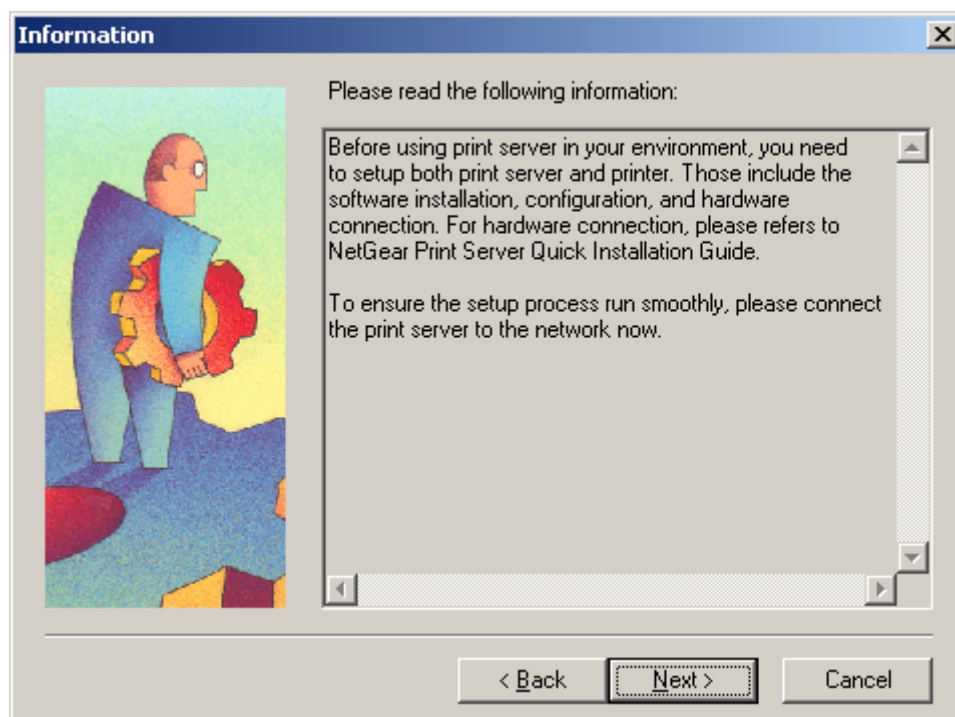 Information
Please read the following information:
Before using print server in your environment, you need
to setup both print server and printer. Those include the
software installation, configuration, and hardware
connection. For hardware connection, please refers to
NetGear Print Server Quick Installation Guide.
To ensure the setup process run smoothly, please connect
the print server to the network now.
< Back
Next >
Cancel